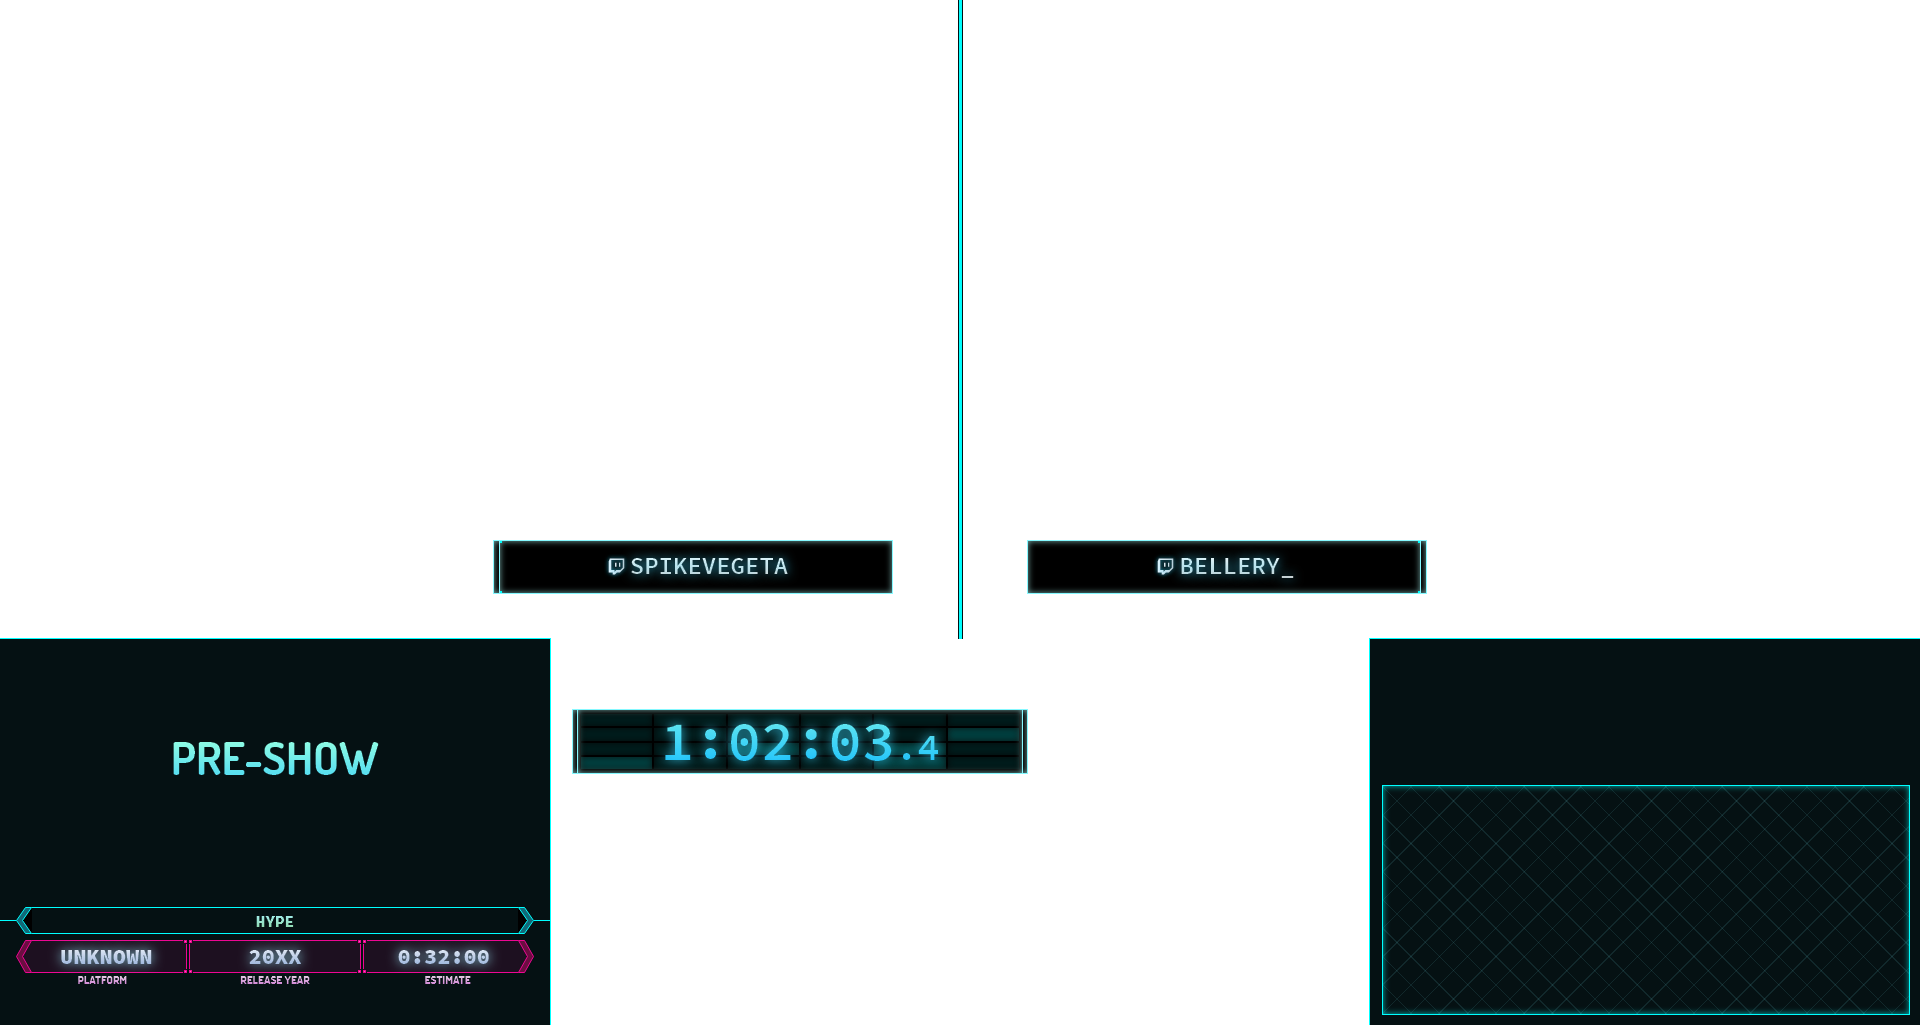 SPIKEVEGETA
BELLERY_
1:02:03.4
PRE-SHOW
HYPE
UNKNOWN 20XX 0:32:00
PLATFORM RELEASE YEAR ESTIMATE